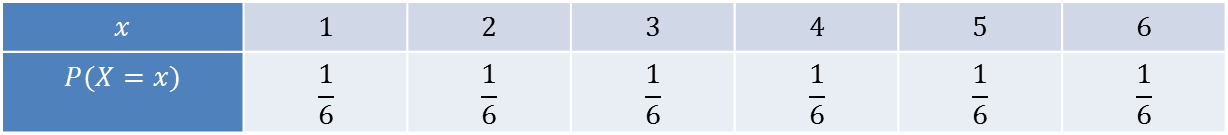 x 1 2 3 4 5 6
P(X = x) 1/6 1/6 1/6 1/6 1/6 1/6